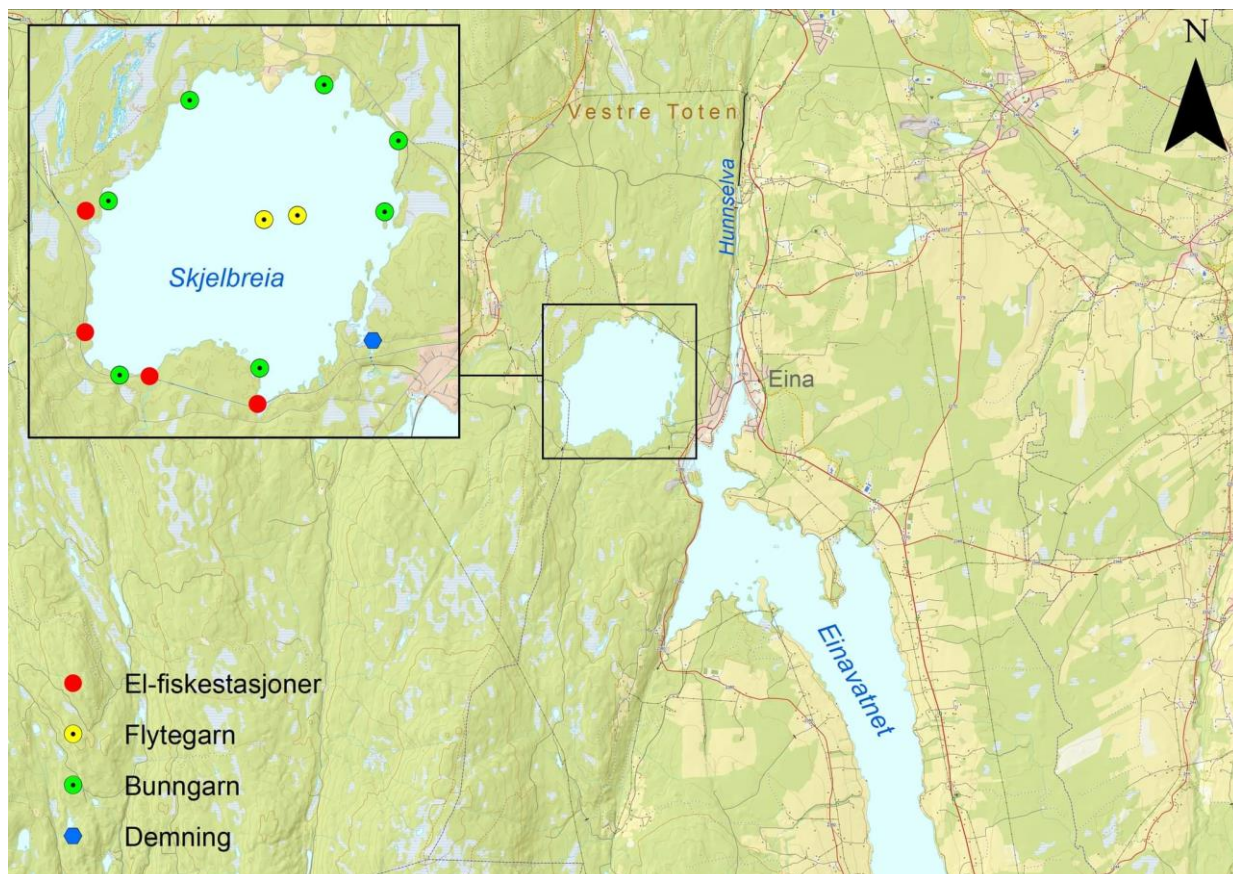 N
Vestre Toten
Hunnselva
Skjelbreia
Eina
Einavatnet
El-fiskestasjoner
Flytegarn
Bunngarn
Demning